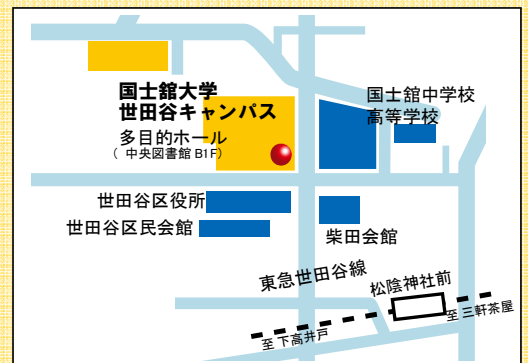 国士舘大学
世田谷キャンパス
多目的ホール
（ 中央図書館 B1F）
国士舘中学校
高等学校
世田谷区役所
世田谷区民会館
柴田会館
東急世田谷線
松陰神社前
至 三軒茶屋
至 下高井戸